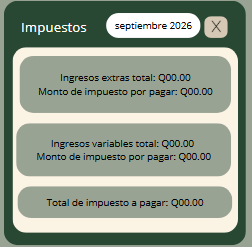 Impuestos
septiembre 2026
X
Ingresos extras total: Q00.00
Monto de impuesto por pagar: Q00.00
Ingresos variables total: Q00.00
Monto de impuesto por pagar: Q00.00
Total de impuesto a pagar: Q00.00